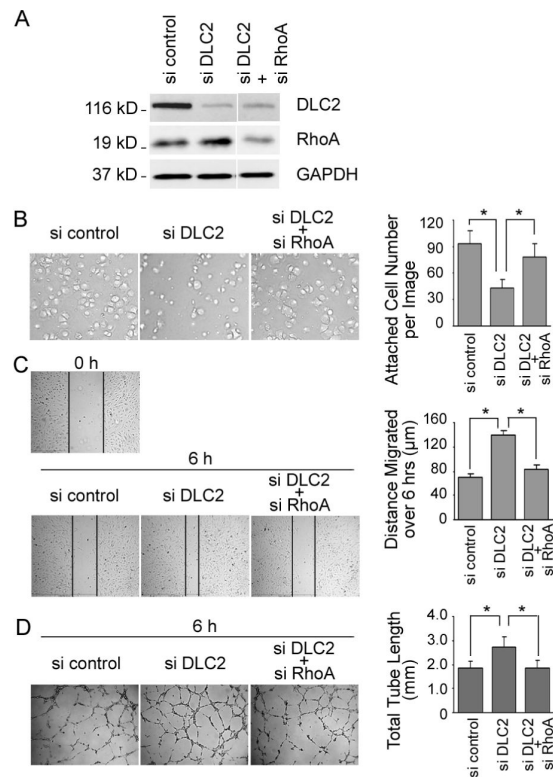 A
si control
si DLC2
si DLC2
+
si RhoA
116 kD
DLC2
19 kD
RhoA
37 kD
GAPDH
B
si control
si DLC2
si DLC2
+
si RhoA
Attached Cell Number
per Image
120
90
60
30
0
*
*
si control
si DLC2
si DLC2
+
si RhoA
C
0 h
6 h
si control
si DLC2
si DLC2
+
si RhoA
Distance Migrated
over 6 hrs (µm)
160
120
80
40
0
*
*
si control
si DLC2
si DLC2
+
si RhoA
D
6 h
si control
si DLC2
si DLC2
+
si RhoA
Total Tube Length
(mm)
4.0
3.0
2.0
1.0
0
*
*
si control
si DLC2
si DLC2
+
si RhoA